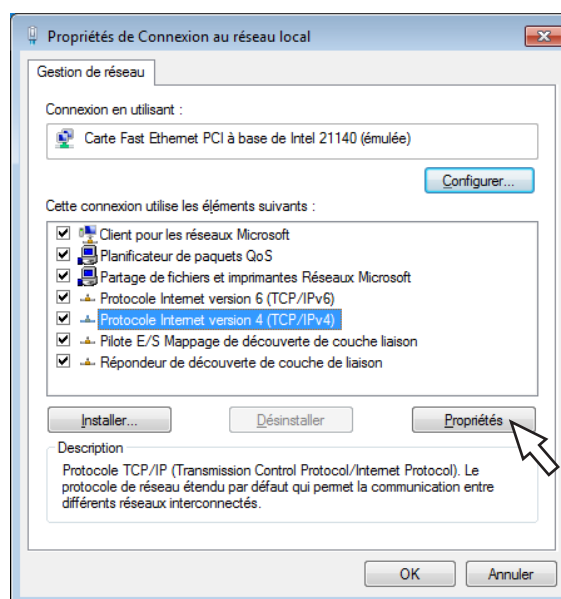 Propriétés de Connexion au réseau local
Gestion de réseau
Connexion en utilisant :
Carte Fast Ethernet PCI à base de Intel 21140 (émulée)
Configurer...
Cette connexion utilise les éléments suivants :
Client pour les réseaux Microsoft
Planificateur de paquets QoS
Partage de fichiers et imprimantes Réseaux Microsoft
Protocole Internet version 6 (TCP/IPv6)
Protocole Internet version 4 (TCP/IPv4)
Pilote E/S Mappage de découverte de couche liaison
Répondeur de découverte de couche de liaison
Installer... Désinstaller Propriétés
Description
Protocole TCP/IP (Transmission Control Protocol/Internet Protocol). Le
protocole de réseau étendu par défaut qui permet la communication entre
différents réseaux interconnectés.
OK Annuler